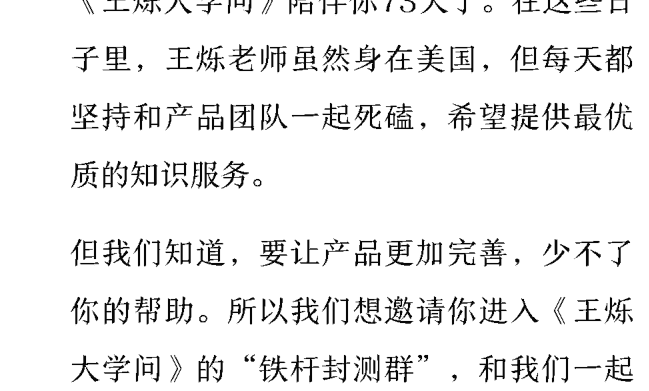 《王烁大学问》陪伴你73天了。在这些日
子里，王烁老师虽然身在美国，但每天都
坚持和产品团队一起死磕，希望提供最优
质的知识服务。
但我们知道，要让产品更加完善，少不了
你的帮助。所以我们想邀请你进入《王烁
大学问》的“铁杆封测群”，和我们一起